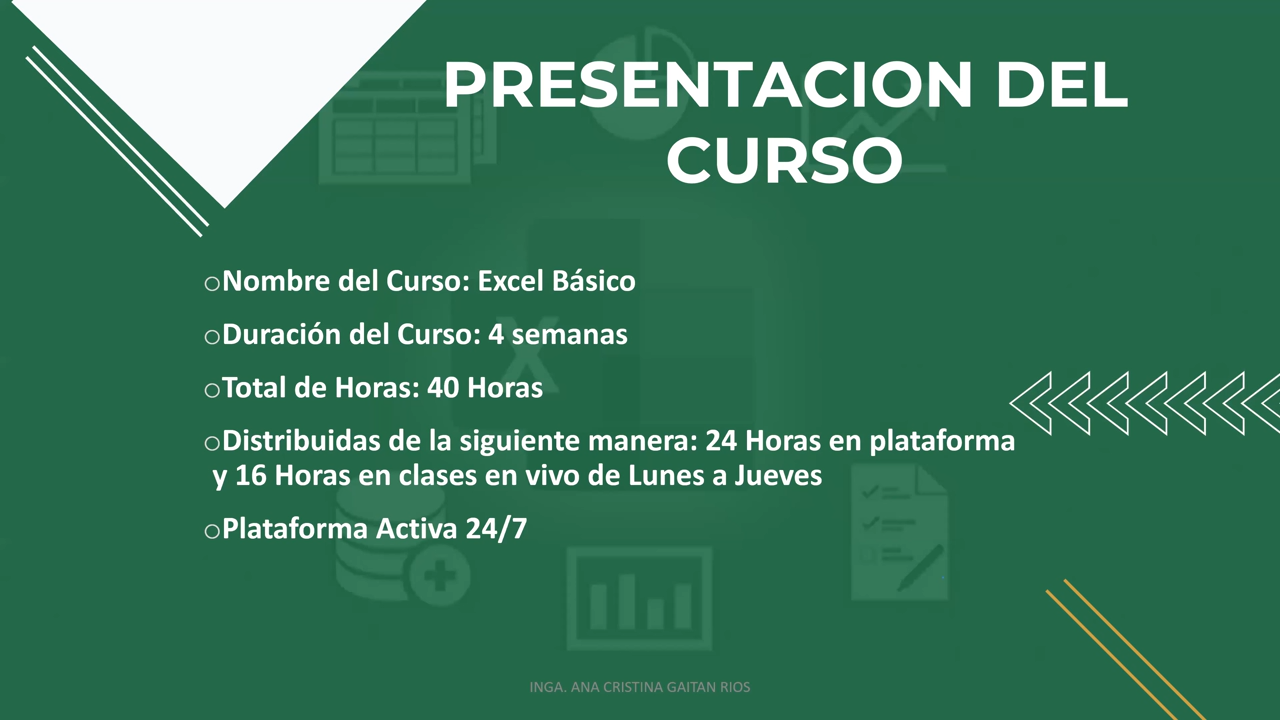 PRESENTACION DEL
CURSO
oNombre del Curso: Excel Básico
oDuración del Curso: 4 semanas
oTotal de Horas: 40 Horas
oDistribuidas de la siguiente manera: 24 Horas en plataforma
y 16 Horas en clases en vivo de Lunes a Jueves
oPlataforma Activa 24/7
X
INGA. ANA CRISTINA GAITAN RIOS